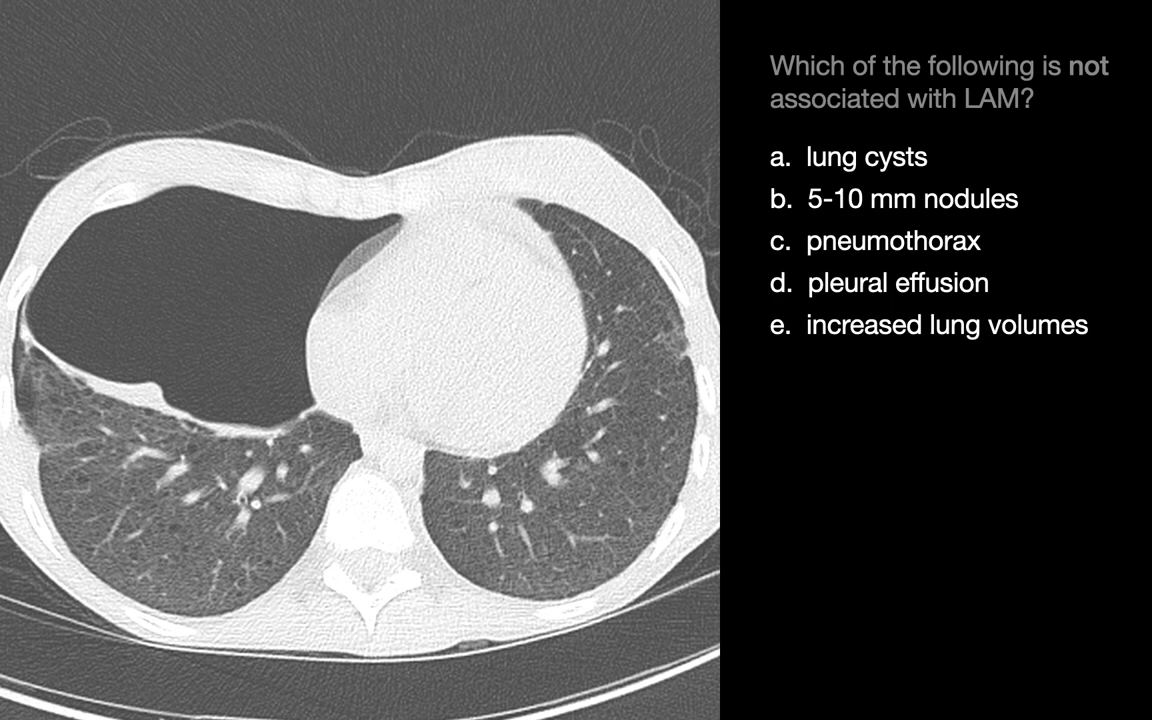 Which of the following is not
associated with LAM?
a. lung cysts
b. 5-10 mm nodules
c. pneumothorax
d. pleural effusion
e. increased lung volumes